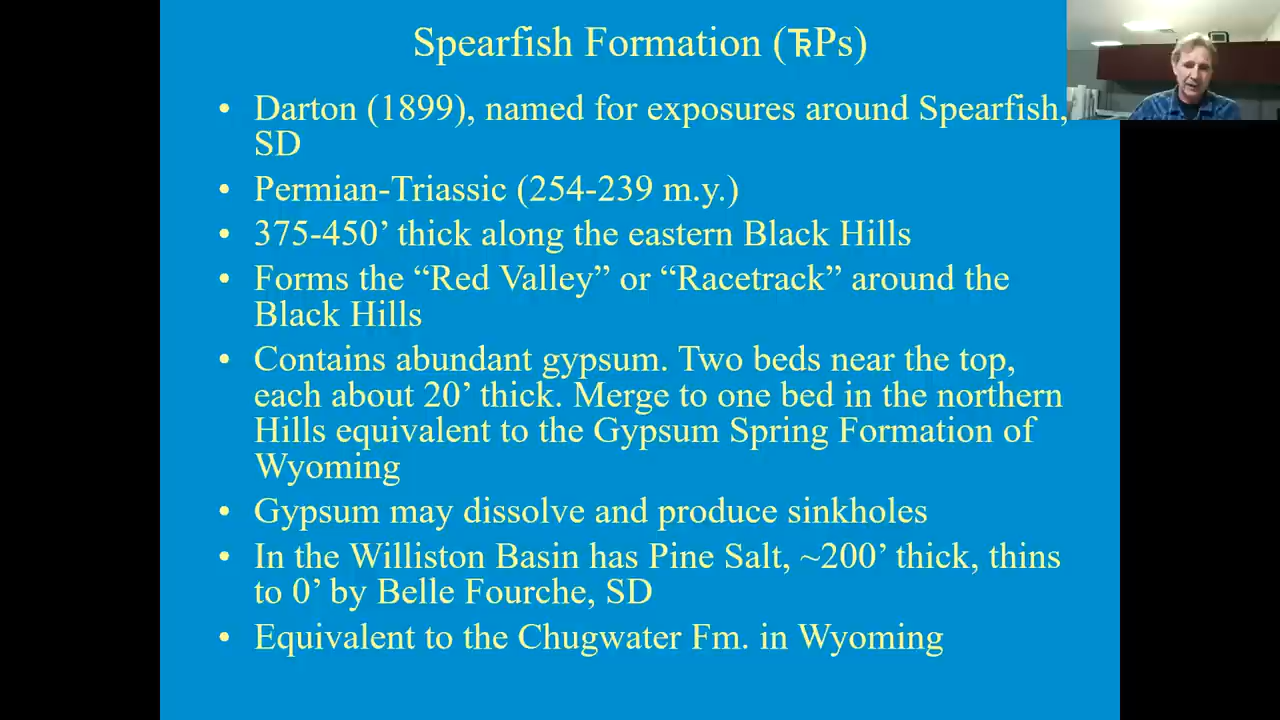 Spearfish Formation (ꞆRPs)
• Darton (1899), named for exposures around Spearfish,
SD
• Permian-Triassic (254-239 m.y.)
• 375-450’ thick along the eastern Black Hills
• Forms the “Red Valley” or “Racetrack” around the
Black Hills
• Contains abundant gypsum. Two beds near the top,
each about 20’ thick. Merge to one bed in the northern
Hills equivalent to the Gypsum Spring Formation of
Wyoming
• Gypsum may dissolve and produce sinkholes
• In the Williston Basin has Pine Salt, ~200’ thick, thins
to 0’ by Belle Fourche, SD
• Equivalent to the Chugwater Fm. in Wyoming